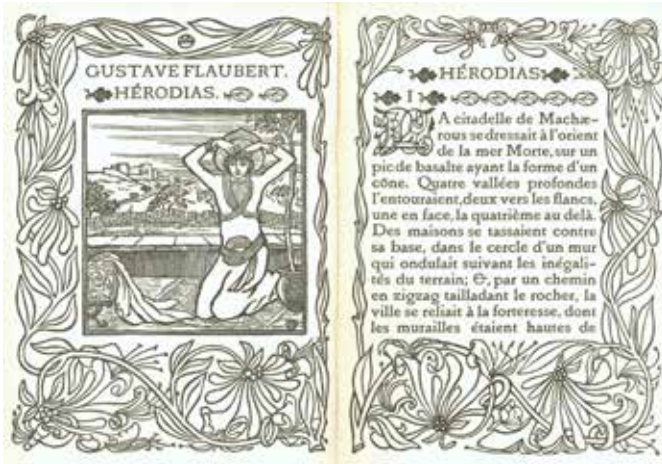 GUSTAVE FLAUBERT.
HÉRODIAS.
HÉRODIAS
I
LA citadelle de Machæ-
rous se dressait à l'orient
de la mer Morte, sur un
pic de basalte ayant la forme d'un
cône. Quatre vallées profondes
l'entouraient, deux vers les flancs,
une en face, la quatrième au delà.
Des maisons se tassaient contre
sa base, dans le cercle d'un mur
qui ondulait suivant les inégali-
tés du terrain; &, par un chemin
en zigzag tailladant le rocher, la
ville se reliait à la forteresse, dont
les murailles étaient hautes de